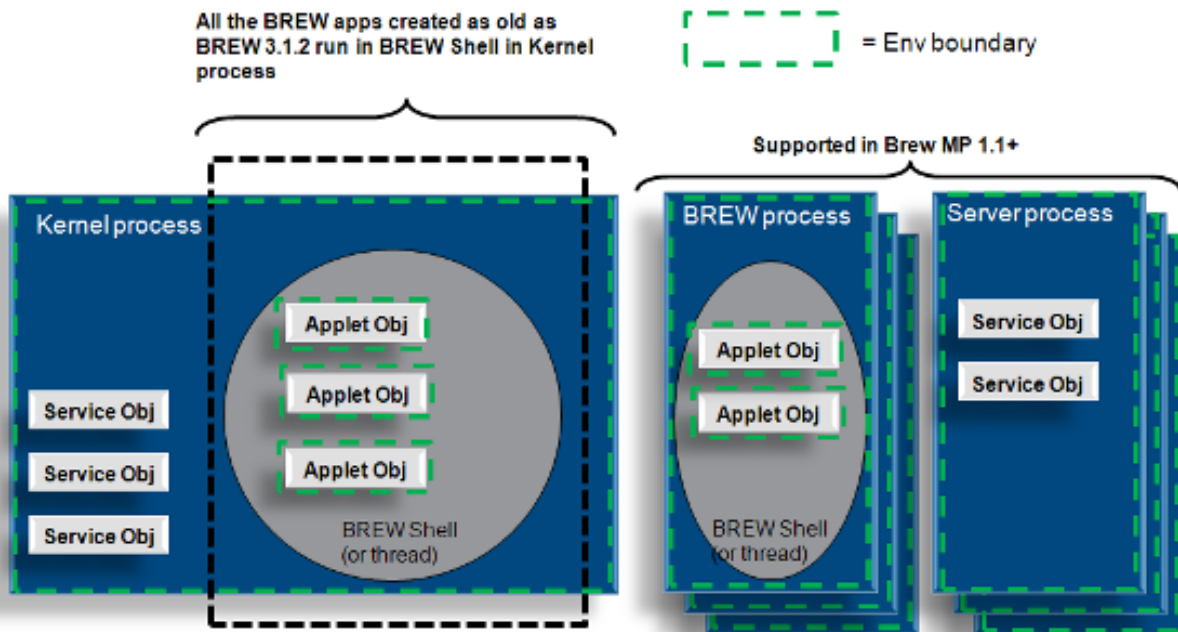 All the BREW apps created as old as
BREW 3.1.2 run in BREW Shell in Kernel
process
= Env boundary
Supported in Brew MP 1.1+
Kernel process
Applet Obj
Applet Obj
Applet Obj
Service Obj
Service Obj
Service Obj
BREW Shell
(or thread)
BREW process
Applet Obj
Applet Obj
BREW Shell
(or thread)
Server process
Service Obj
Service Obj